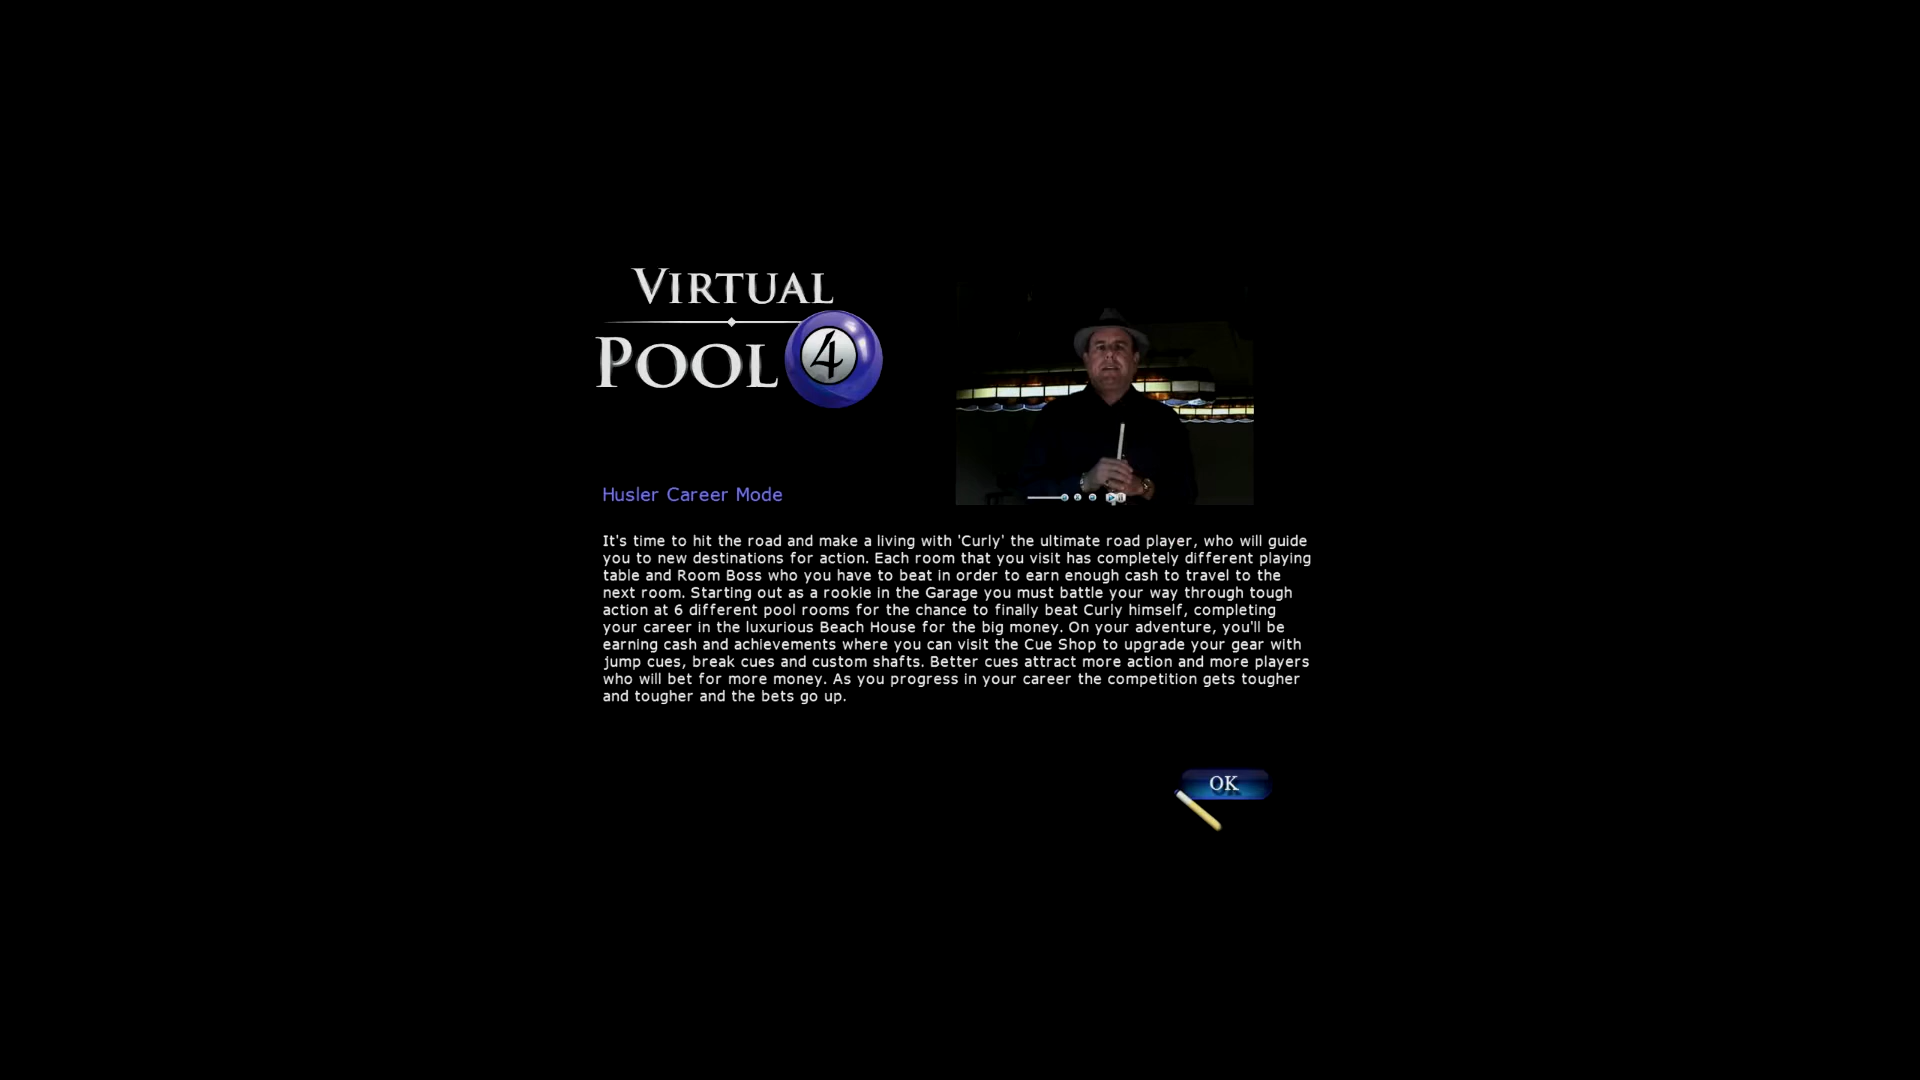 VIRTUAL
POOL 4
Husler Career Mode
It's time to hit the road and make a living with 'Curly' the ultimate road player, who will guide
you to new destinations for action. Each room that you visit has completely different playing
table and Room Boss who you have to beat in order to earn enough cash to travel to the
next room. Starting out as a rookie in the Garage you must battle your way through tough
action at 6 different pool rooms for the chance to finally beat Curly himself, completing
your career in the luxurious Beach House for the big money. On your adventure, you'll be
earning cash and achievements where you can visit the Cue Shop to upgrade your gear with
jump cues, break cues and custom shafts. Better cues attract more action and more players
who will bet for more money. As you progress in your career the competition gets tougher
and tougher and the bets go up.
OK